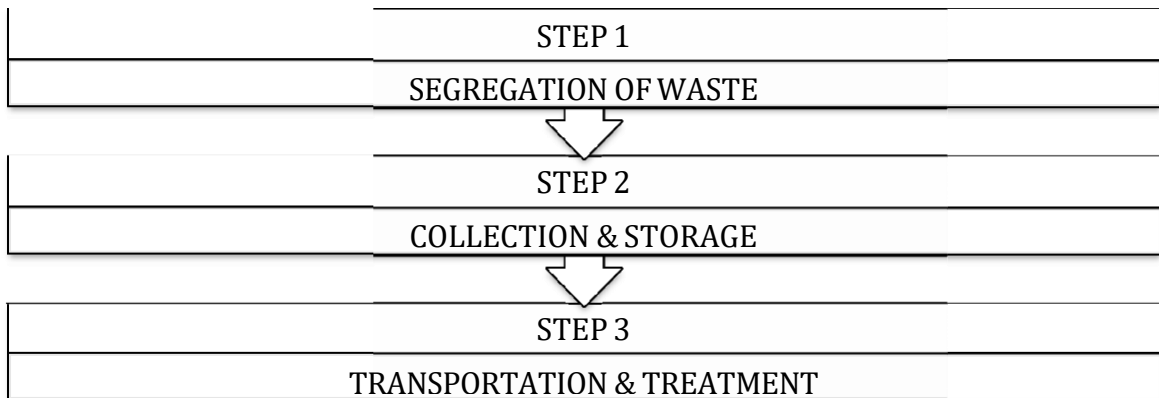 STEP 1
SEGREGATION OF WASTE
STEP 2
COLLECTION & STORAGE
STEP 3
TRANSPORTATION & TREATMENT